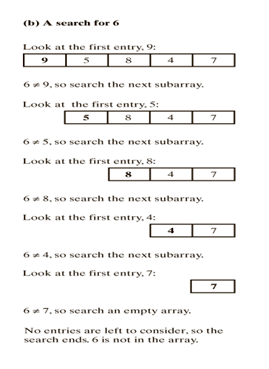 (b) A search for 6
Look at the first entry, 9:
9 5 8 4 7
6 ≠ 9, so search the next subarray.
Look at the first entry, 5:
5 8 4 7
6 ≠ 5, so search the next subarray.
Look at the first entry, 8:
8 4 7
6 ≠ 8, so search the next subarray.
Look at the first entry, 4:
4 7
6 ≠ 4, so search the next subarray.
Look at the first entry, 7:
7
6 ≠ 7, so search an empty array.
No entries are left to consider, so the
search ends. 6 is not in the array.